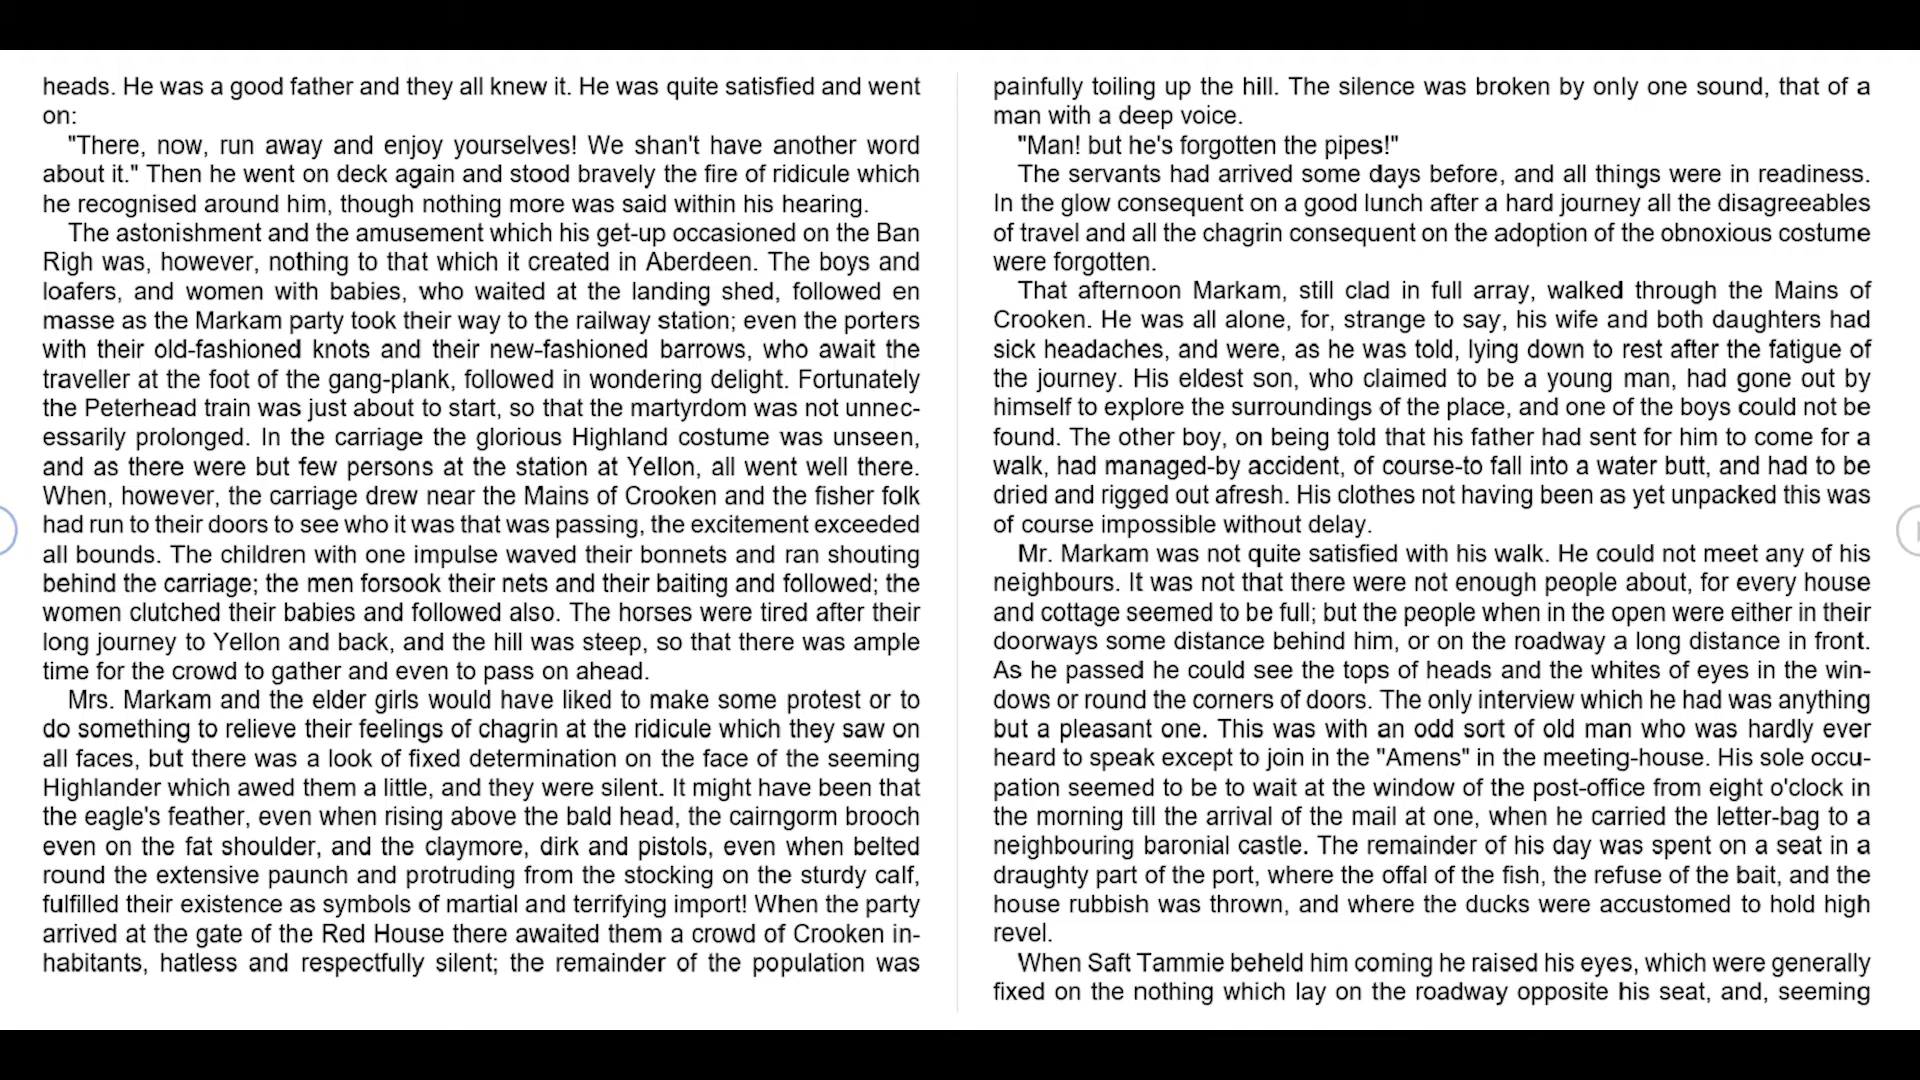 heads. He was a good father and they all knew it. He was quite satisfied and went
on:
"There, now, run away and enjoy yourselves! We shan't have another word
about it." Then he went on deck again and stood bravely the fire of ridicule which
he recognised around him, though nothing more was said within his hearing.
The astonishment and the amusement which his get-up occasioned on the Ban
Righ was, however, nothing to that which it created in Aberdeen. The boys and
loafers, and women with babies, who waited at the landing shed, followed en
masse as the Markam party took their way to the railway station; even the porters
with their old-fashioned knots and their new-fashioned barrows, who await the
traveller at the foot of the gang-plank, followed in wondering delight. Fortunately
the Peterhead train was just about to start, so that the martyrdom was not unnec-
essarily prolonged. In the carriage the glorious Highland costume was unseen,
and as there were but few persons at the station at Yellon, all went well there.
When, however, the carriage drew near the Mains of Crooken and the fisher folk
had run to their doors to see who it was that was passing, the excitement exceeded
all bounds. The children with one impulse waved their bonnets and ran shouting
behind the carriage; the men forsook their nets and their baiting and followed; the
women clutched their babies and followed also. The horses were tired after their
long journey to Yellon and back, and the hill was steep, so that there was ample
time for the crowd to gather and even to pass on ahead.
Mrs. Markam and the elder girls would have liked to make some protest or to
do something to relieve their feelings of chagrin at the ridicule which they saw on
all faces, but there was a look of fixed determination on the face of the seeming
Highlander which awed them a little, and they were silent. It might have been that
the eagle's feather, even when rising above the bald head, the cairngorm brooch
even on the fat shoulder, and the claymore, dirk and pistols, even when belted
round the extensive paunch and protruding from the stocking on the sturdy calf,
fulfilled their existence as symbols of martial and terrifying import! When the party
arrived at the gate of the Red House there awaited them a crowd of Crooken in-
habitants, hatless and respectfully silent; the remainder of the population was
painfully toiling up the hill. The silence was broken by only one sound, that of a
man with a deep voice.
"Man! but he's forgotten the pipes!"
The servants had arrived some days before, and all things were in readiness.
In the glow consequent on a good lunch after a hard journey all the disagreeables
of travel and all the chagrin consequent on the adoption of the obnoxious costume
were forgotten.
That afternoon Markam, still clad in full array, walked through the Mains of
Crooken. He was all alone, for, strange to say, his wife and both daughters had
sick headaches, and were, as he was told, lying down to rest after the fatigue of
the journey. His eldest son, who claimed to be a young man, had gone out by
himself to explore the surroundings of the place, and one of the boys could not be
found. The other boy, on being told that his father had sent for him to come for a
walk, had managed-by accident, of course-to fall into a water butt, and had to be
dried and rigged out afresh. His clothes not having been as yet unpacked this was
of course impossible without delay.
Mr. Markam was not quite satisfied with his walk. He could not meet any of his
neighbours. It was not that there were not enough people about, for every house
and cottage seemed to be full; but the people when in the open were either in their
doorways some distance behind him, or on the roadway a long distance in front.
As he passed he could see the tops of heads and the whites of eyes in the win-
dows or round the corners of doors. The only interview which he had was anything
but a pleasant one. This was with an odd sort of old man who was hardly ever
heard to speak except to join in the "Amens" in the meeting-house. His sole occu-
pation seemed to be to wait at the window of the post-office from eight o'clock in
the morning till the arrival of the mail at one, when he carried the letter-bag to a
neighbouring baronial castle. The remainder of his day was spent on a seat in a
draughty part of the port, where the offal of the fish, the refuse of the bait, and the
house rubbish was thrown, and where the ducks were accustomed to hold high
revel.
When Saft Tammie beheld him coming he raised his eyes, which were generally
fixed on the nothing which lay on the roadway opposite his seat, and, seeming